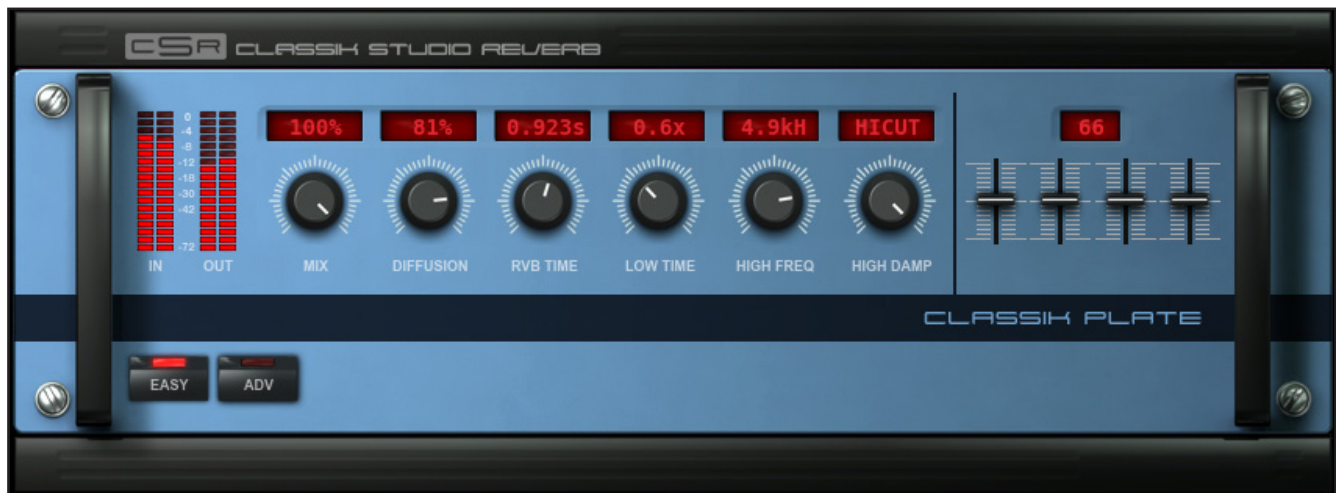 CSR CLASSIK STUDIO REVERB
100% 81% 0.923s 0.6x 4.9kH HICUT 66
0
-4
-8
-12
-18
-30
-42
-72
IN OUT MIX DIFFUSION RVB TIME LOW TIME HIGH FREQ HIGH DAMP
CLASSIK PLATE
EASY ADV